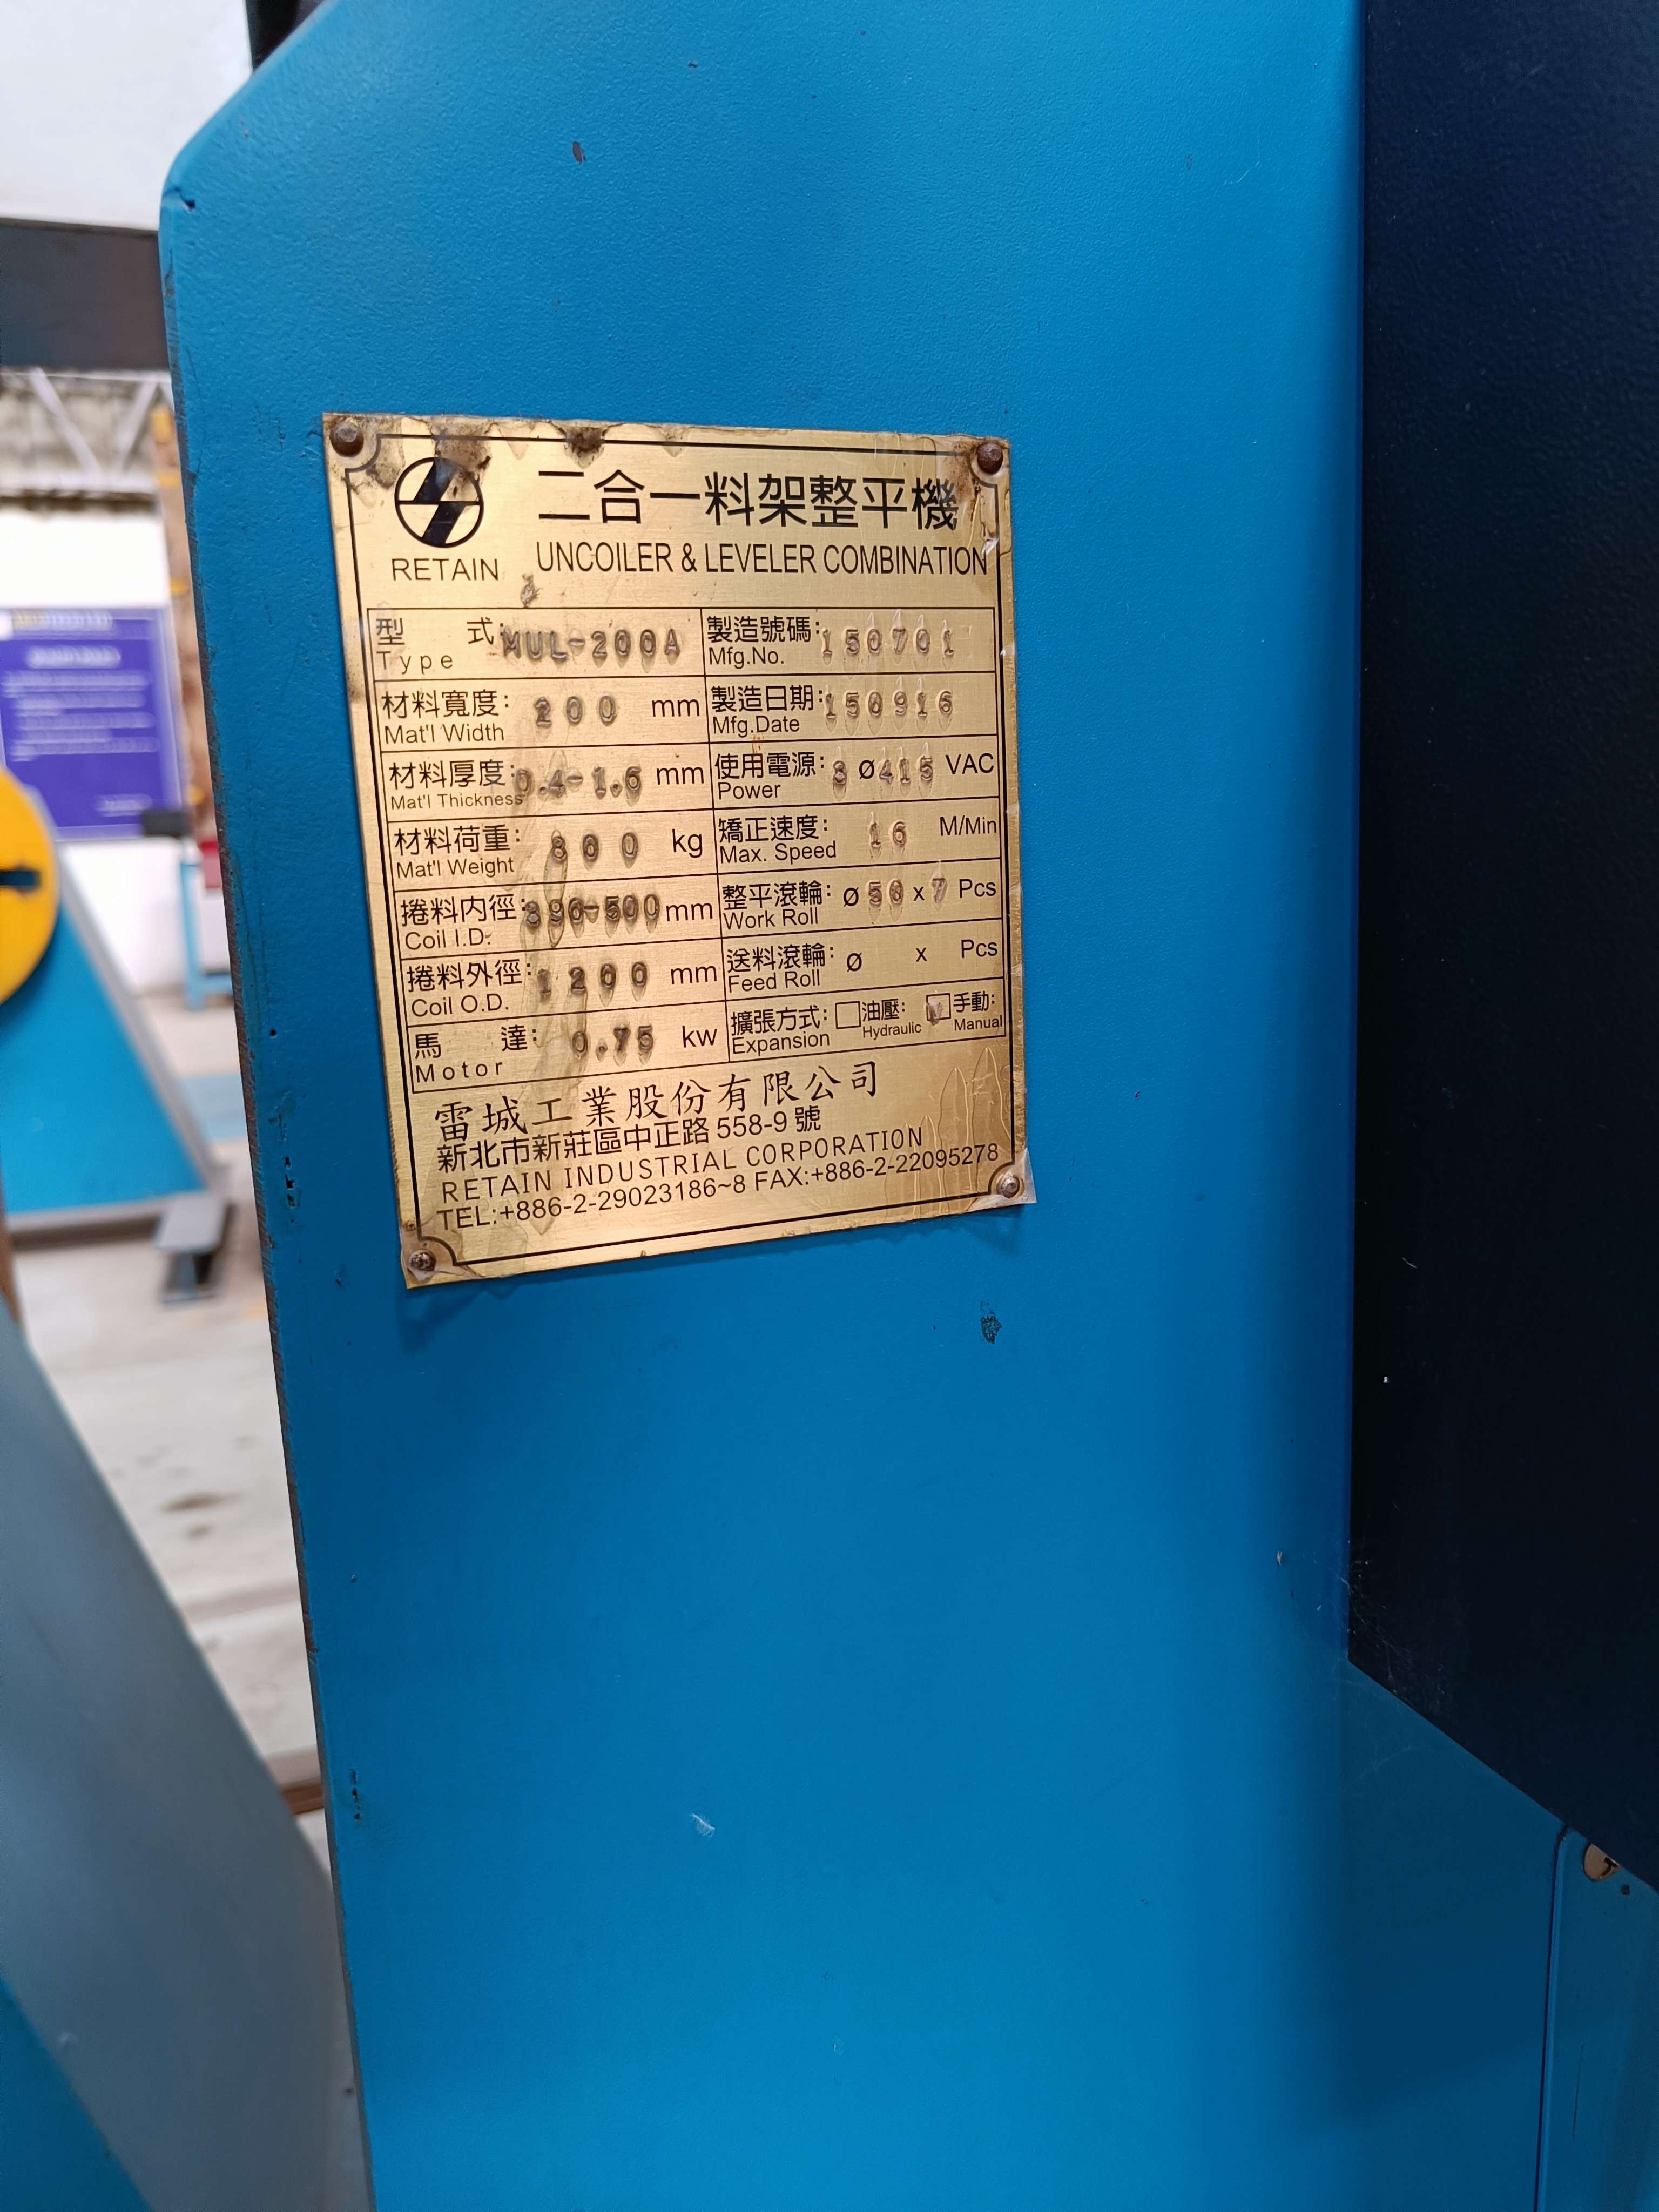 RETAIN
二合一料架整平機
UNCOILER & LEVELER COMBINATION
型 式: MUL-200A
Type
製造號碼: 150701
Mfg.No.
材料寬度: 200 mm
Mat'l Width
製造日期: 150916
Mfg.Date
材料厚度: 0.4-1.6 mm
Mat'l Thickness
使用電源: 3 Ø 415 VAC
Power
材料荷重: 800 kg
Mat'l Weight
矯正速度: 16 M/Min
Max. Speed
捲料内徑: mm
Coil I.D.
整平滾輪: Ø x 7 Pcs
Work Roll
捲料外徑: 1200 mm
Coil O.D.
送料滾輪: Ø x Pcs
Feed Roll
馬 達: 0.75 kw
Motor
擴張方式: 油壓: 手動:
Expansion Hydraulic Manual
雷城工業股份有限公司
新北市新莊區中正路 558-9 號
RETAIN INDUSTRIAL CORPORATION
TEL:+886-2-29023186~8 FAX:+886-2-22095278